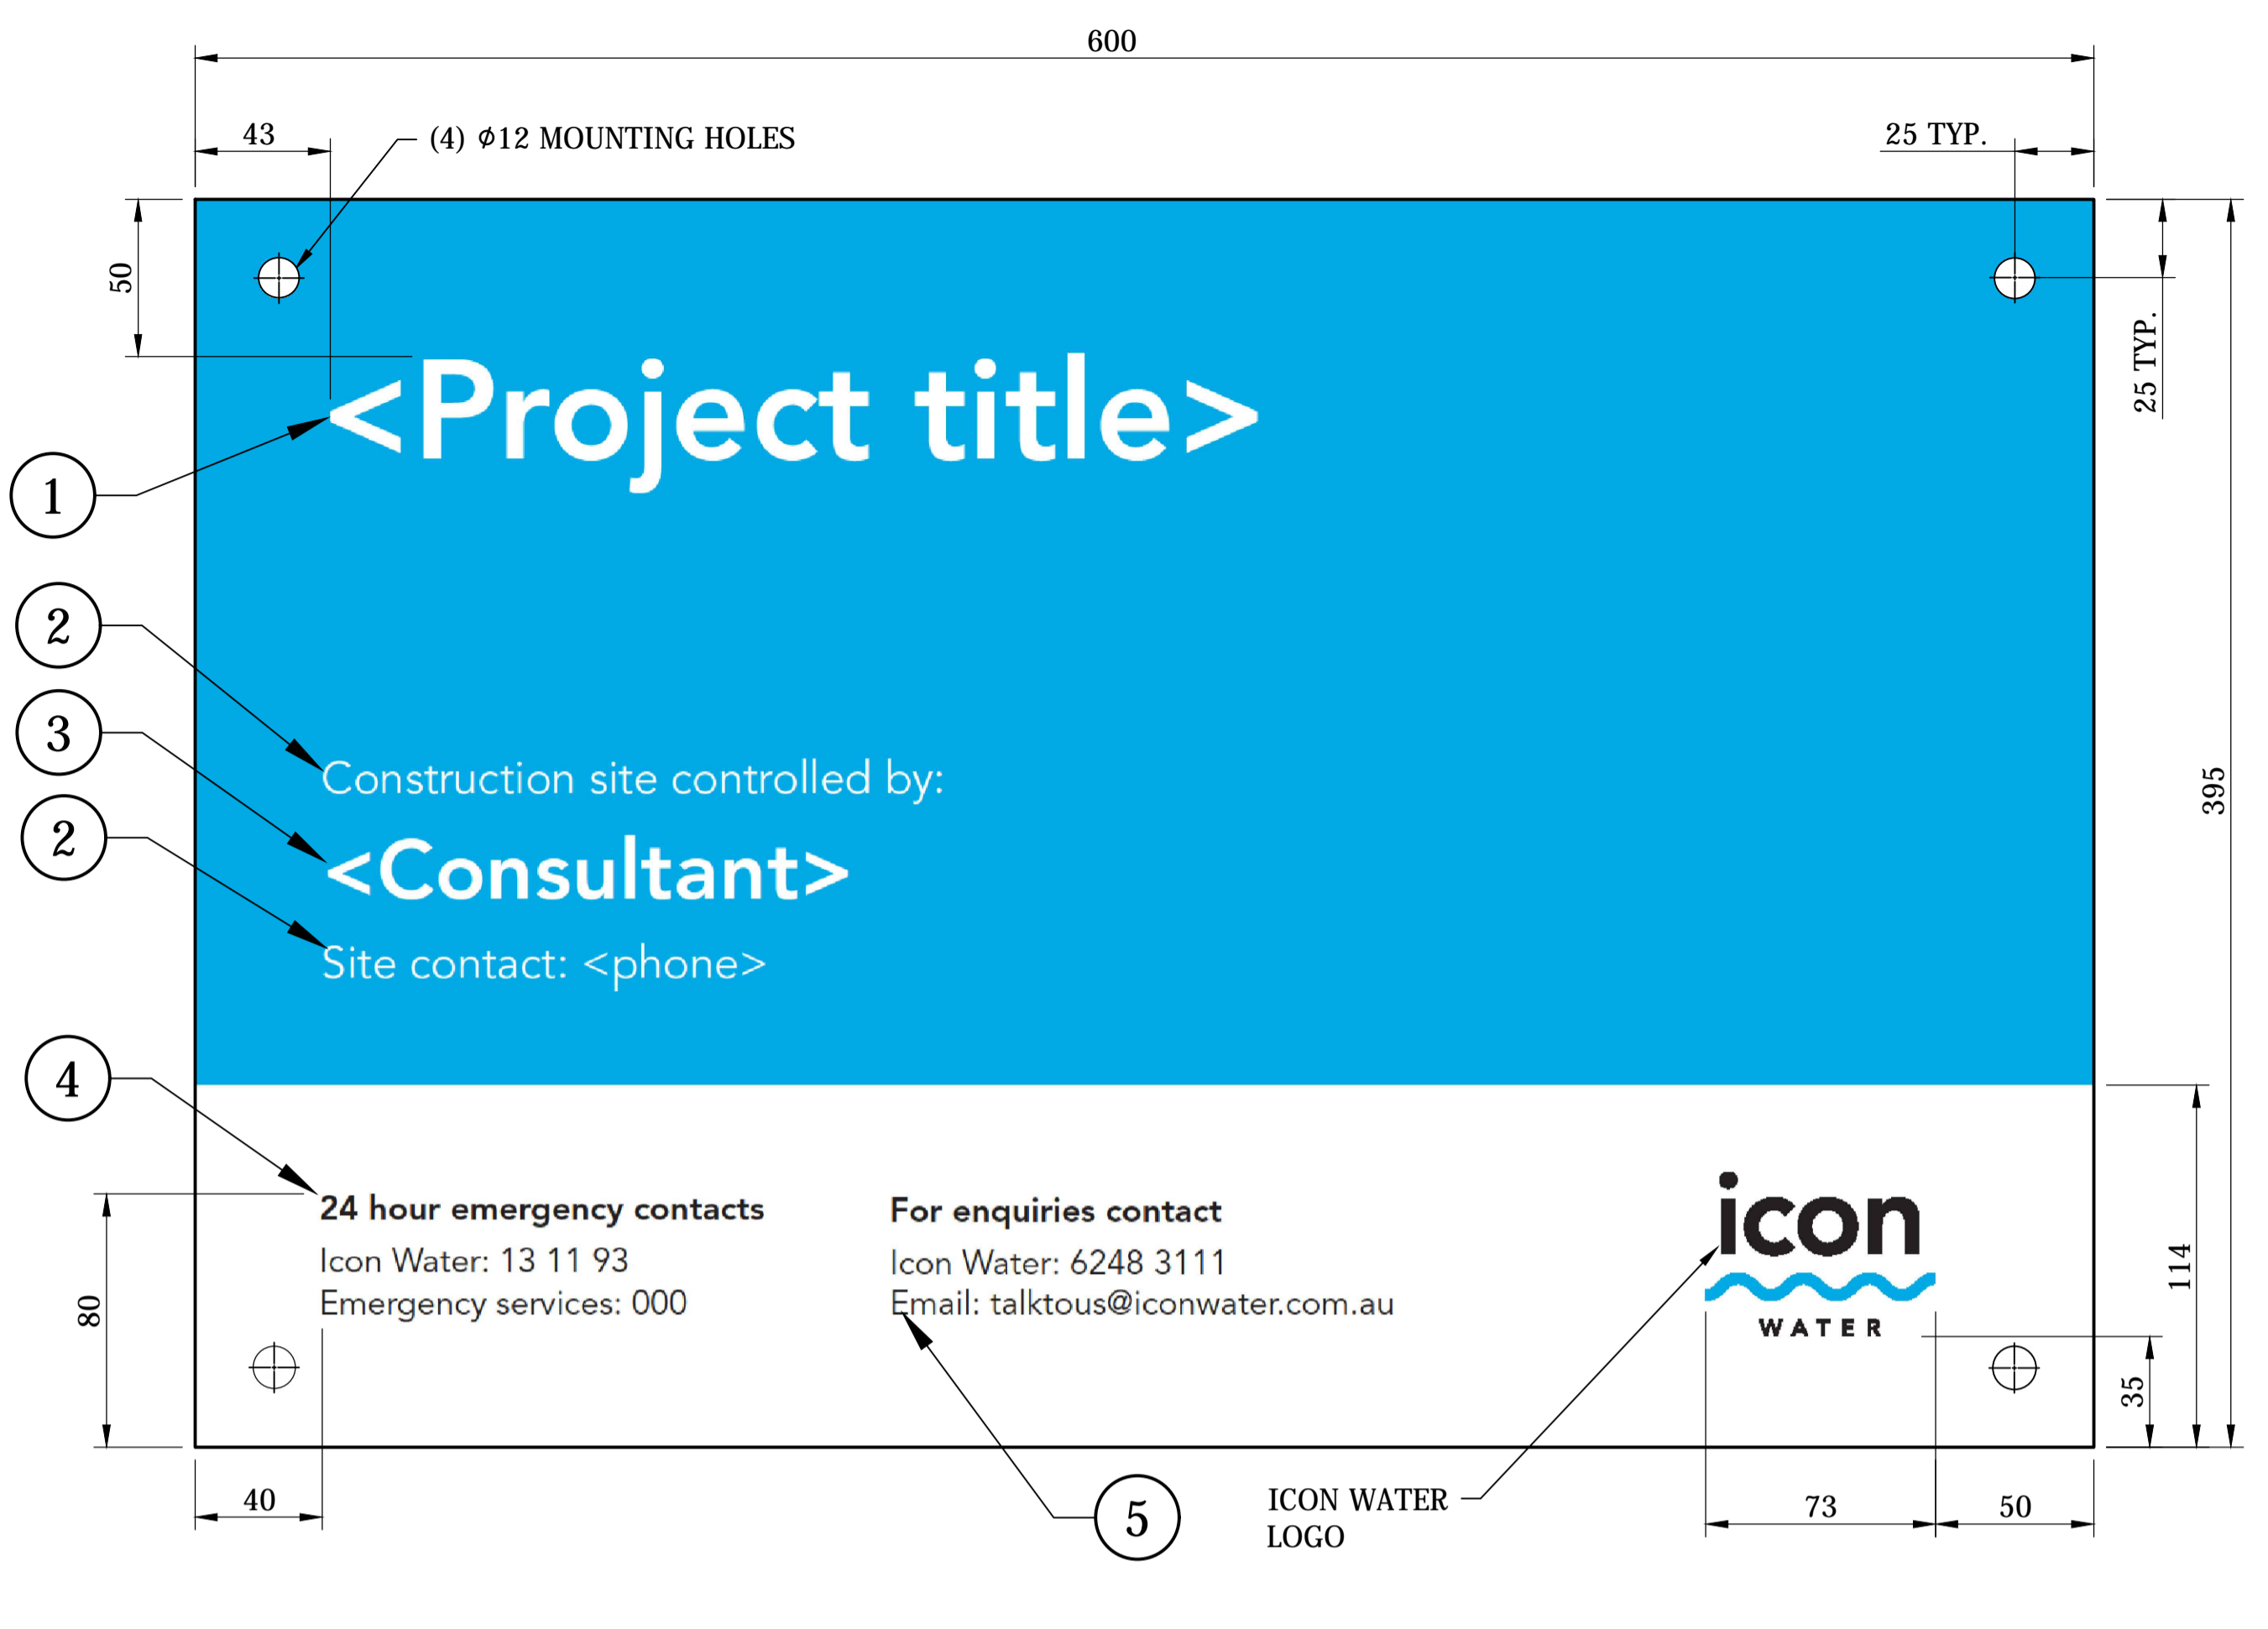 600
43
(4) ⌀12 MOUNTING HOLES
25 TYP.
50
25 TYP.
<Project title>
1
2
3
2
Construction site controlled by:
<Consultant>
Site contact: <phone>
395
4
24 hour emergency contacts
Icon Water: 13 11 93
Emergency services: 000
For enquiries contact
Icon Water: 6248 3111
Email: talktous@iconwater.com.au
icon
WATER
80
114
35
40
5
ICON WATER
LOGO
73
50